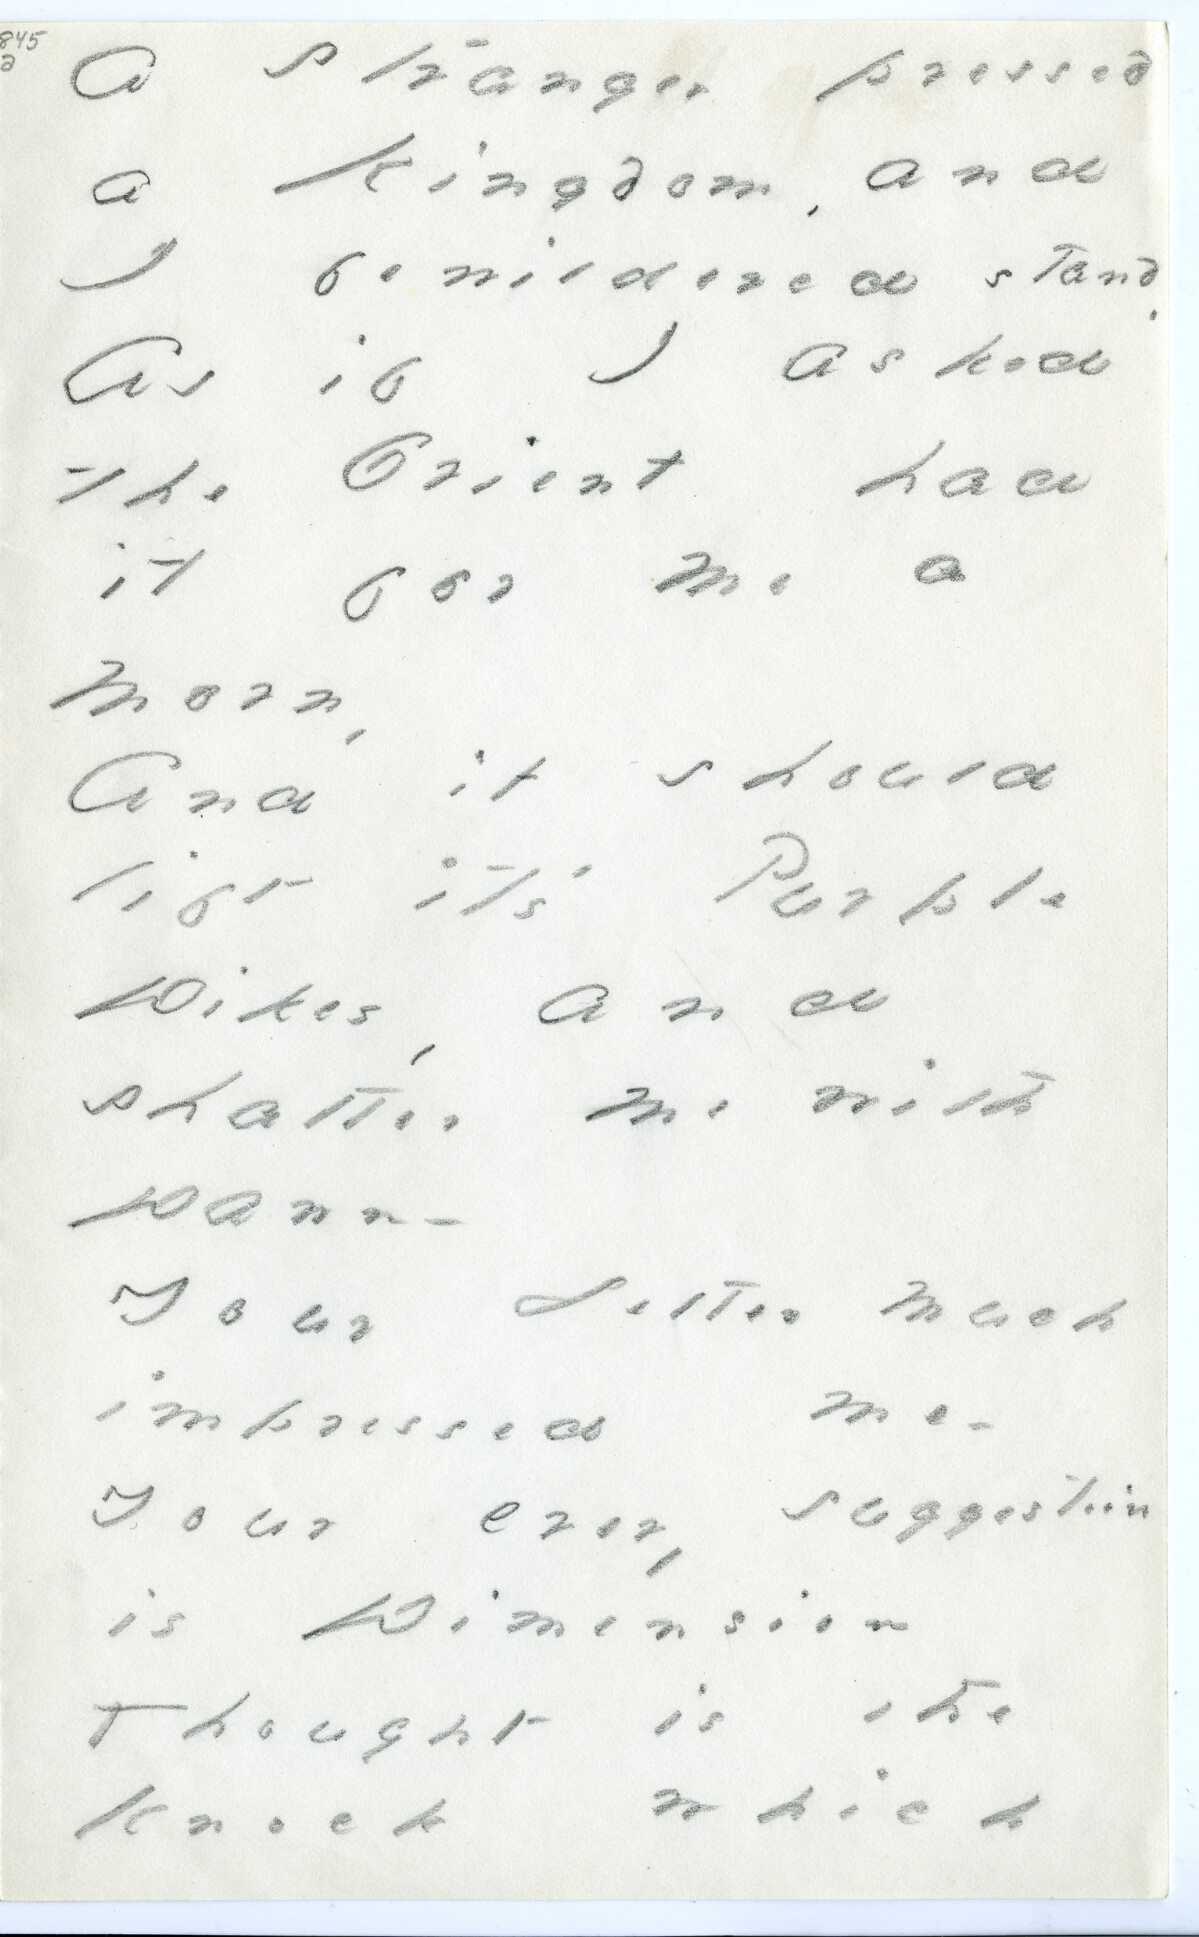 845
a
A stranger pressed
a Kingdom, and
I bewildered stand.
As if I asked
the Orient had
it for me a
Morn,
And it should
lift it's Purple
Dikes, and
shatter me with
Dawn -
Your Letter much
impressed me -
Your every suggestion
is Dimension
Thought is the
Knock which